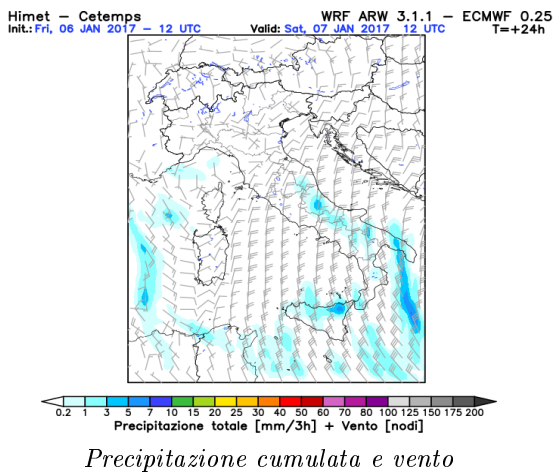 Himet – Cetemps WRF ARW 3.1.1 – ECMWF 0.25
Init.: Fri, 06 JAN 2017 – 12 UTC Valid: Sat, 07 JAN 2017 12 UTC T=+24h
0.2 1 3 5 7 10 15 20 25 30 40 50 60 70 80 100 125 150 175 200
Precipitazione totale [mm/3h] + Vento [nodi]
Precipitazione cumulata e vento